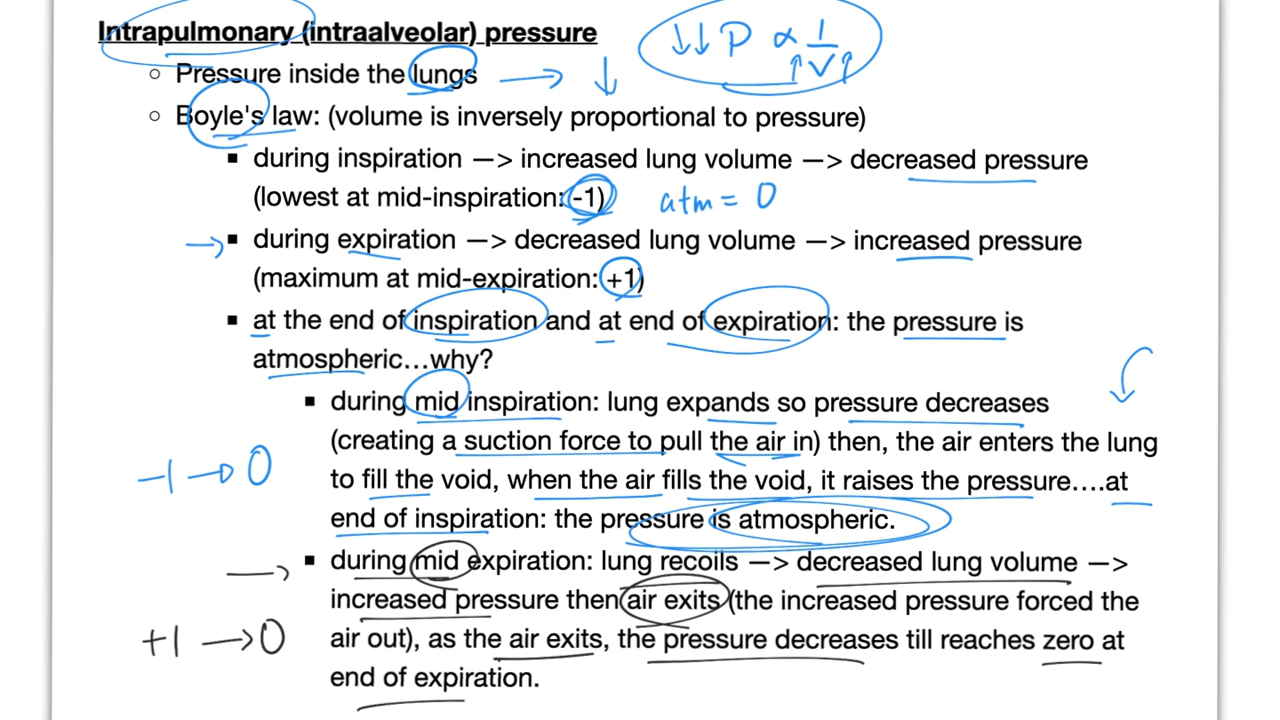 Intrapulmonary (intraalveolar) pressure
↓↓ P ∝ 1/↑V↑
○ Pressure inside the lungs ⟶ ↓
○ Boyle's law: (volume is inversely proportional to pressure)
▪ during inspiration —> increased lung volume —> decreased pressure
(lowest at mid-inspiration: -1) atm = 0
→ ▪ during expiration —> decreased lung volume —> increased pressure
(maximum at mid-expiration: +1)
▪ at the end of inspiration and at end of expiration: the pressure is
atmospheric...why?
▪ during mid inspiration: lung expands so pressure decreases
(creating a suction force to pull the air in) then, the air enters the lung
-1 → 0 to fill the void, when the air fills the void, it raises the pressure....at
end of inspiration: the pressure is atmospheric.
→ ▪ during mid expiration: lung recoils —> decreased lung volume —>
increased pressure then air exits (the increased pressure forced the
+1 → 0 air out), as the air exits, the pressure decreases till reaches zero at
end of expiration.